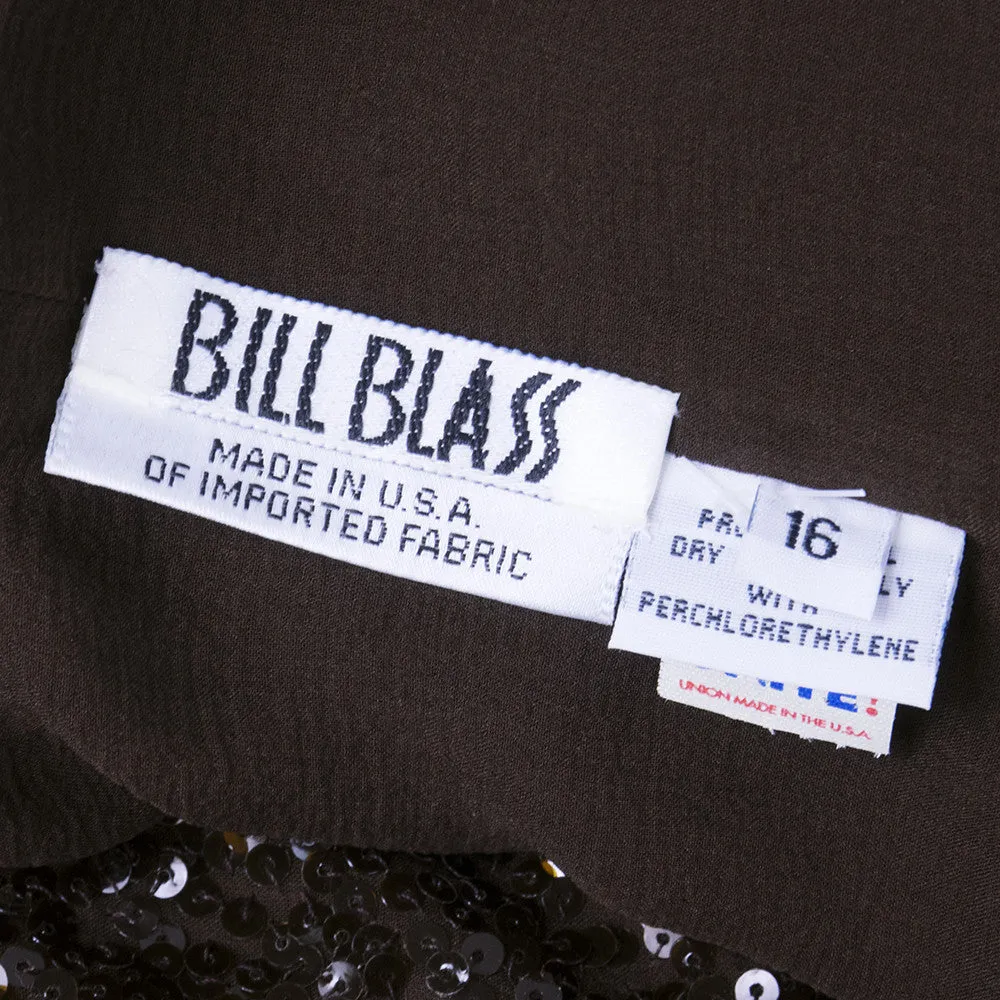 BILL BLASS
MADE IN U.S.A.
OF IMPORTED FABRIC
16
DRY
WITH
PERCHLORETHYLENE
UNION MADE IN THE U.S.A.